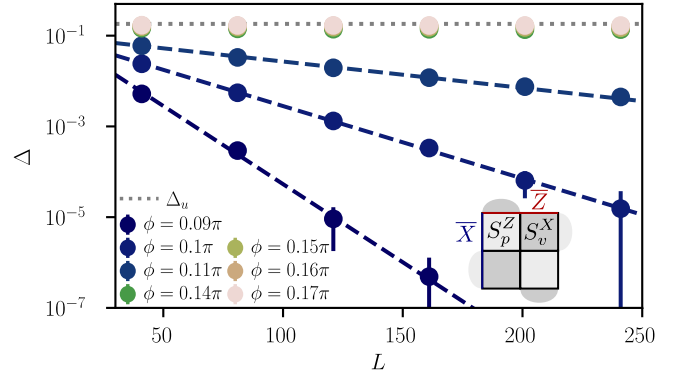 10⁻¹
10⁻³
10⁻⁵
10⁻⁷
Δ
Δᵤ
ϕ = 0.09π
ϕ = 0.1π
ϕ = 0.11π
ϕ = 0.14π
ϕ = 0.15π
ϕ = 0.16π
ϕ = 0.17π
Z̅
X̅
S_p^Z
S_v^X
50
100
150
200
250
L